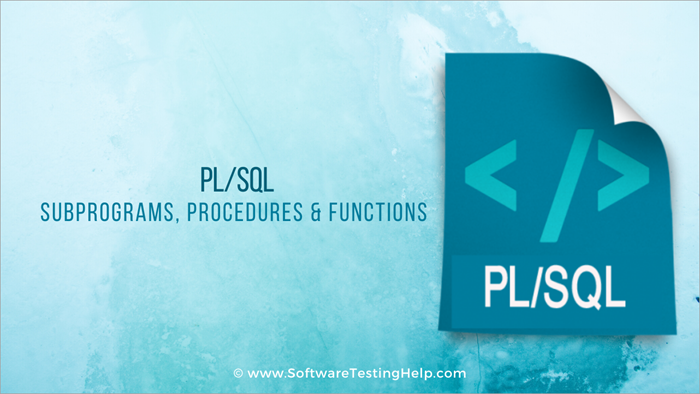 PL/SQL
SUBPROGRAMS, PROCEDURES & FUNCTIONS
</>
PL/SQL
© www.SoftwareTestingHelp.com